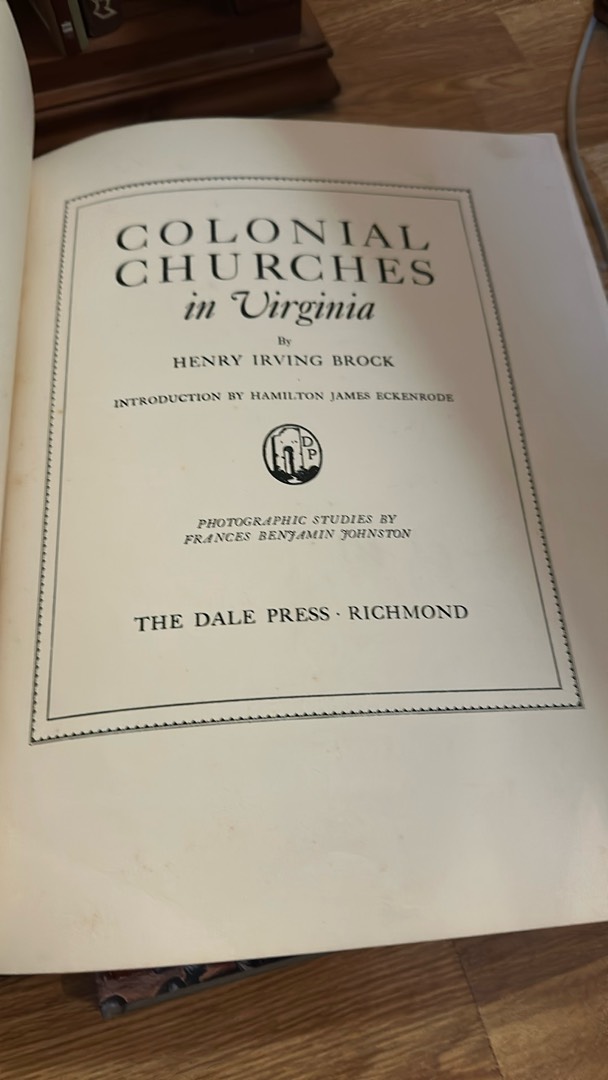 COLONIAL
CHURCHES
in Virginia
By
HENRY IRVING BROCK
INTRODUCTION BY HAMILTON JAMES ECKENRODE
D
P
PHOTOGRAPHIC STUDIES BY
FRANCES BENJAMIN JOHNSTON
THE DALE PRESS · RICHMOND